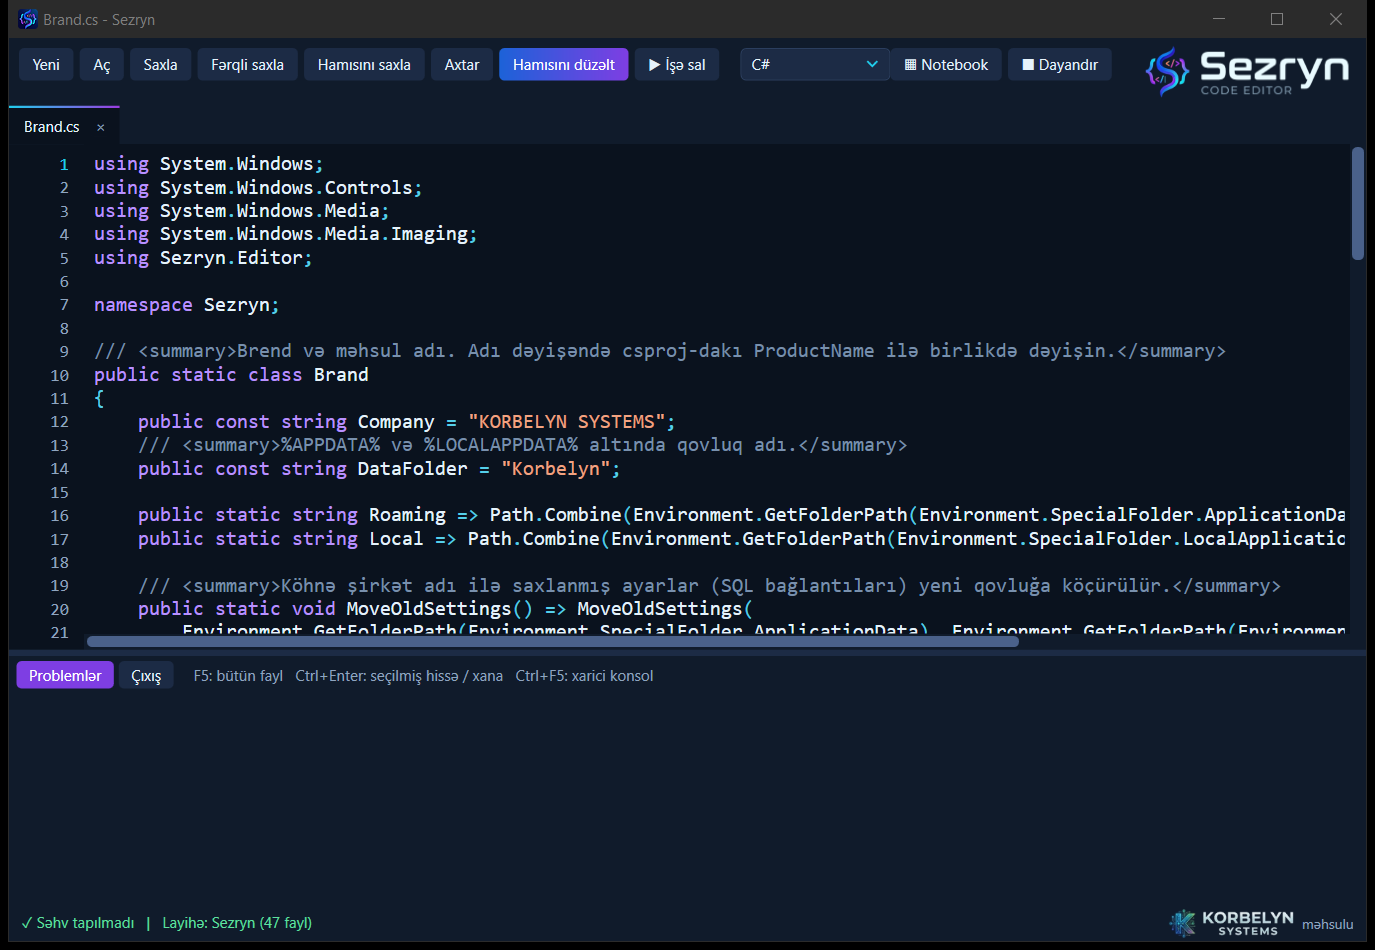 Brand.cs - Sezryn
Yeni Aç Saxla Fərqli saxla Hamısını saxla Axtar Hamısını düzəlt ▶ İşə sal C# Notebook Dayandır
Sezryn
CODE EDITOR
Brand.cs ×
1 using System.Windows;
2 using System.Windows.Controls;
3 using System.Windows.Media;
4 using System.Windows.Media.Imaging;
5 using Sezryn.Editor;
6
7 namespace Sezryn;
8
9 /// <summary>Brend və məhsul adı. Adı dəyişəndə csproj-dakı ProductName ilə birlikdə dəyişin.</summary>
10 public static class Brand
11 {
12 public const string Company = "KORBELYN SYSTEMS";
13 /// <summary>%APPDATA% və %LOCALAPPDATA% altında qovluq adı.</summary>
14 public const string DataFolder = "Korbelyn";
15
16 public static string Roaming => Path.Combine(Environment.GetFolderPath(Environment.SpecialFolder.ApplicationDa
17 public static string Local => Path.Combine(Environment.GetFolderPath(Environment.SpecialFolder.LocalApplicatio
18
19 /// <summary>Köhnə şirkət adı ilə saxlanmış ayarlar (SQL bağlantıları) yeni qovluğa köçürülür.</summary>
20 public static void MoveOldSettings() => MoveOldSettings(
21 Environment.GetFolderPath(Environment.SpecialFolder.ApplicationData), Environment.GetFolderPath(Environmen
Problemlər Çıxış F5: bütün fayl Ctrl+Enter: seçilmiş hissə / xana Ctrl+F5: xarici konsol
✓ Səhv tapılmadı | Layihə: Sezryn (47 fayl)
KORBELYN
SYSTEMS məhsulu